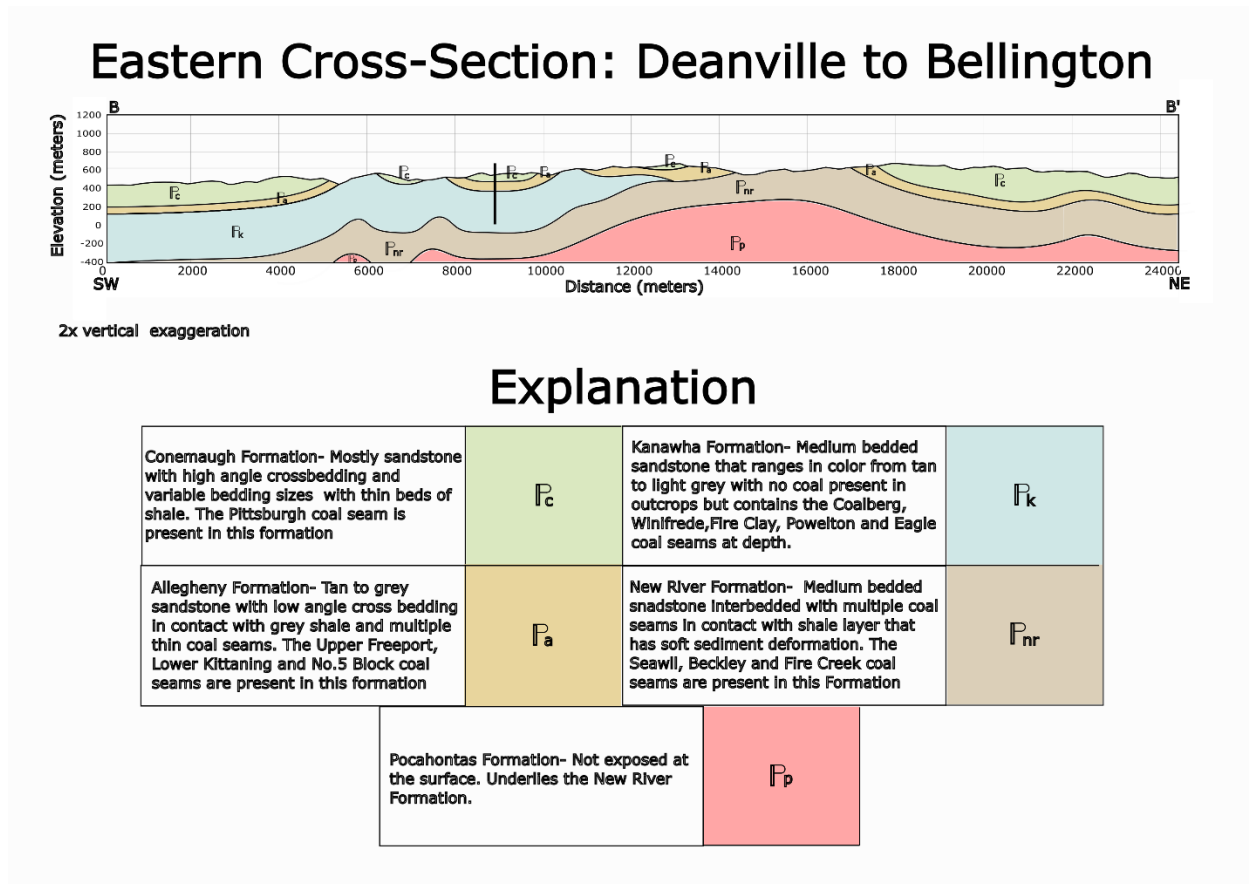 Eastern Cross-Section: Deanville to Bellington
B
B'
1200
1000
800
600
400
200
0
-200
-400
Elevation (meters)
ℙc
ℙa
ℙk
ℙnr
ℙp
ℙc
ℙc
ℙa
ℙc
ℙa
ℙnr
ℙp
ℙa
ℙc
0
2000
4000
6000
8000
10000
12000
14000
16000
18000
20000
22000
24000
SW
Distance (meters)
NE
2x vertical exaggeration
Explanation
Conemaugh Formation- Mostly sandstone
with high angle crossbedding and
variable bedding sizes with thin beds of
shale. The Pittsburgh coal seam is
present in this formation
ℙc
Kanawha Formation- Medium bedded
sandstone that ranges in color from tan
to light grey with no coal present in
outcrops but contains the Coalberg,
Winifrede,Fire Clay, Powelton and Eagle
coal seams at depth.
ℙk
Allegheny Formation- Tan to grey
sandstone with low angle cross bedding
in contact with grey shale and multiple
thin coal seams. The Upper Freeport,
Lower Kittaning and No.5 Block coal
seams are present in this formation
ℙa
New River Formation- Medium bedded
snadstone interbedded with multiple coal
seams in contact with shale layer that
has soft sediment deformation. The
Seawll, Beckley and Fire Creek coal
seams are present in this Formation
ℙnr
Pocahontas Formation- Not exposed at
the surface. Underlies the New River
Formation.
ℙp